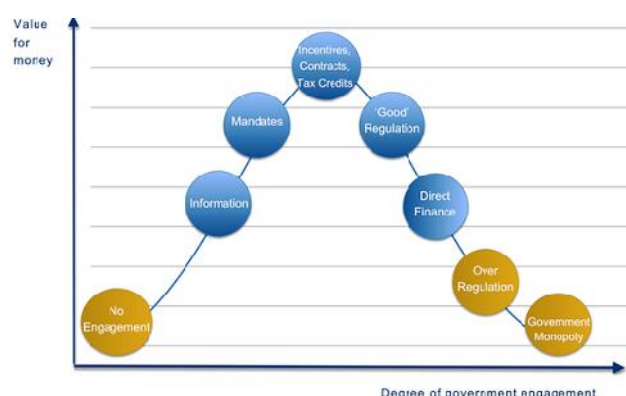 Value
for
money
Incentives,
Contracts,
Tax Credits
Mandates
'Good'
Regulation
Information
Direct
Finance
Over
Regulation
No
Engagement
Government
Monopoly
Degree of government engagement